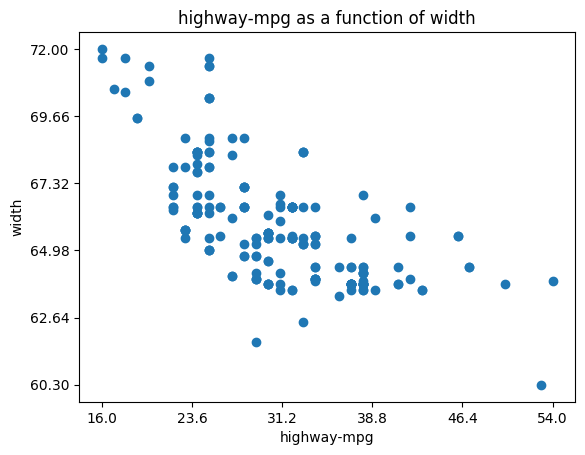 highway-mpg as a function of width
72.00
69.66
67.32
64.98
62.64
60.30
width
16.0 23.6 31.2 38.8 46.4 54.0
highway-mpg